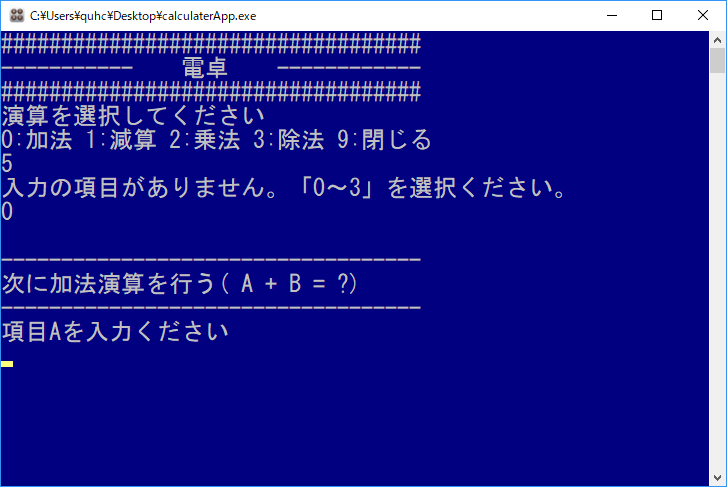 C:¥Users¥quhc¥Desktop¥calculaterApp.exe
###################################
-----------    電卓    ------------
###################################
演算を選択してください
0:加法 1:減算 2:乗法 3:除法 9:閉じる
5
入力の項目がありません。「0～3」を選択ください。
0
-----------------------------------
次に加法演算を行う( A + B = ?)
-----------------------------------
項目Aを入力ください